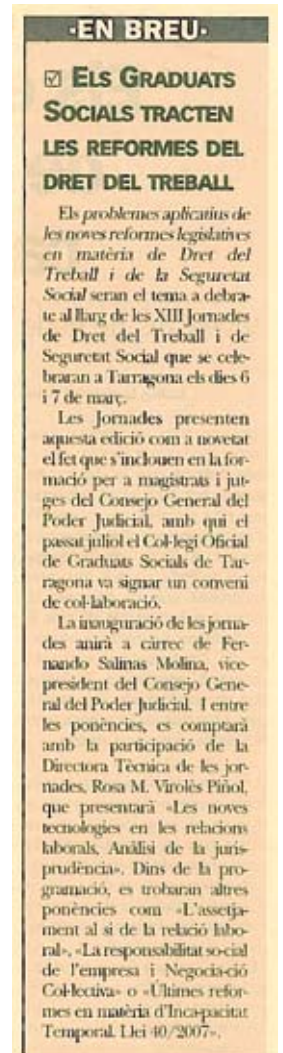 ·EN BREU·
☑ ELS GRADUATS
SOCIALS TRACTEN
LES REFORMES DEL
DRET DEL TREBALL
Els problemes aplicatius de
les noves reformes legislatives
en matèria de Dret del
Treball i de la Seguretat
Social seran el tema a debra-
te al llarg de les XIII Jornades
de Dret del Treball i de
Seguretat Social que se cele-
braran a Tarragona els dies 6
i 7 de març.
Les Jornades presenten
aquesta edició com a novetat
el fet que s'inclouen en la for-
mació per a magistrats i jut-
ges del Consejo General del
Poder Judicial, amb qui el
passat juliol el Col·legi Oficial
de Graduats Socials de Tar-
ragona va signar un conveni
de col·laboració.
La inauguració de les jorna-
des anirà a càrrec de Fer-
nando Salinas Molina, vice-
president del Consejo Gene-
ral del Poder Judicial. I entre
les ponències, es comptarà
amb la participació de la
Directora Tècnica de les jor-
nades, Rosa M. Virolès Piñol,
que presentarà «Les noves
tecnologies en les relacions
laborals. Anàlisi de la juris-
prudència». Dins de la pro-
gramació, es trobaran altres
ponències com «L'assetja-
ment al si de la relació labo-
ral», «La responsabilitat so-cial
de l'empresa i Negocia-ció
Col·lectiva» o «Últimes refor-
mes en matèria d'Inca-pacitat
Temporal. Llei 40/2007».